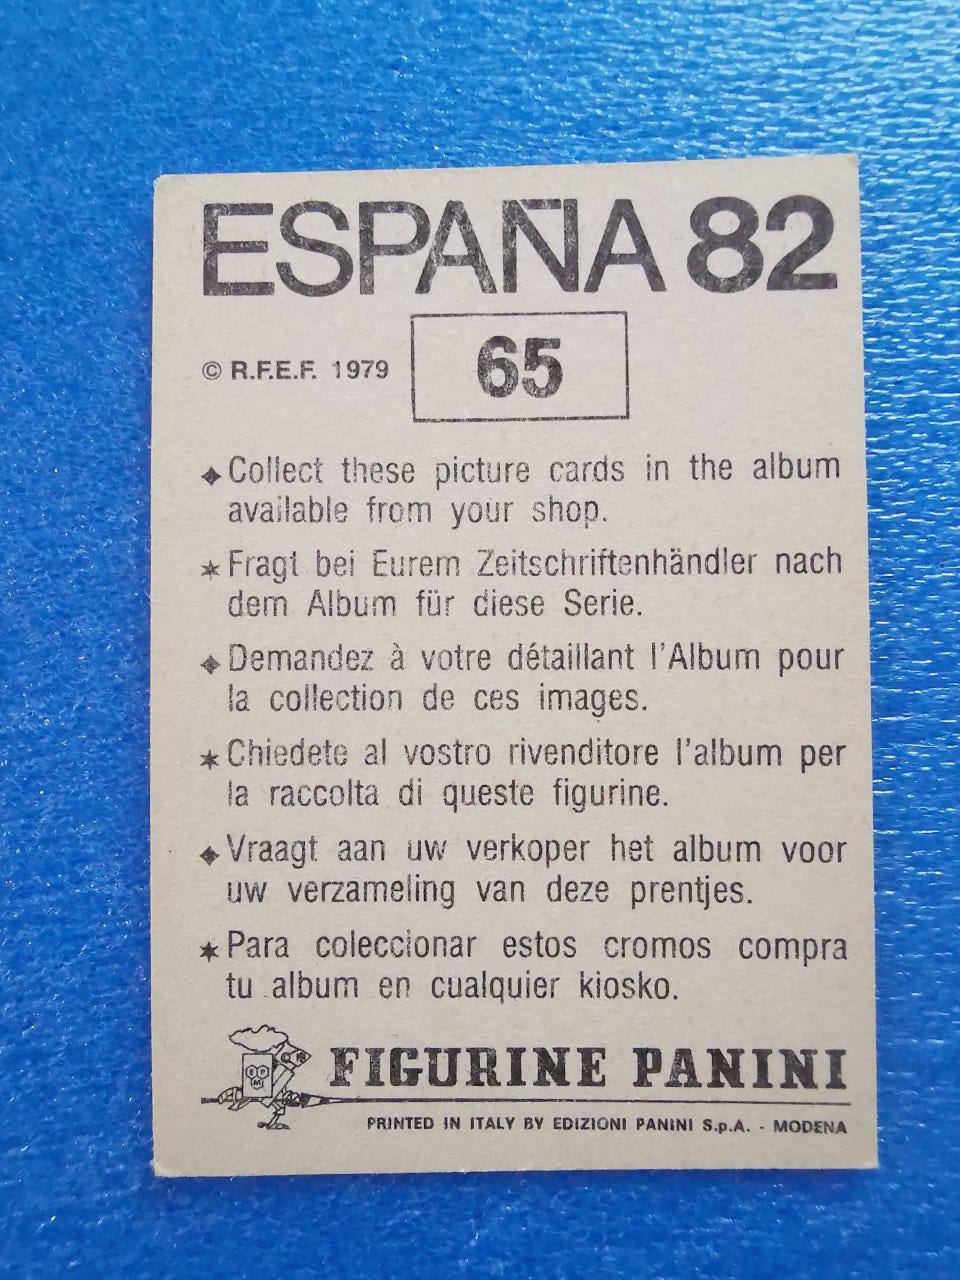 ESPAÑA 82
© R.F.E.F. 1979
65
Collect these picture cards in the album
available from your shop.
Fragt bei Eurem Zeitschriftenhändler nach
dem Album für diese Serie.
Demandez à votre détaillant l'Album pour
la collection de ces images.
Chiedete al vostro rivenditore l'album per
la raccolta di queste figurine.
Vraagt aan uw verkoper het album voor
uw verzameling van deze prentjes.
Para coleccionar estos cromos compra
tu album en cualquier kiosko.
FIGURINE PANINI
PRINTED IN ITALY BY EDIZIONI PANINI S.p.A. - MODENA